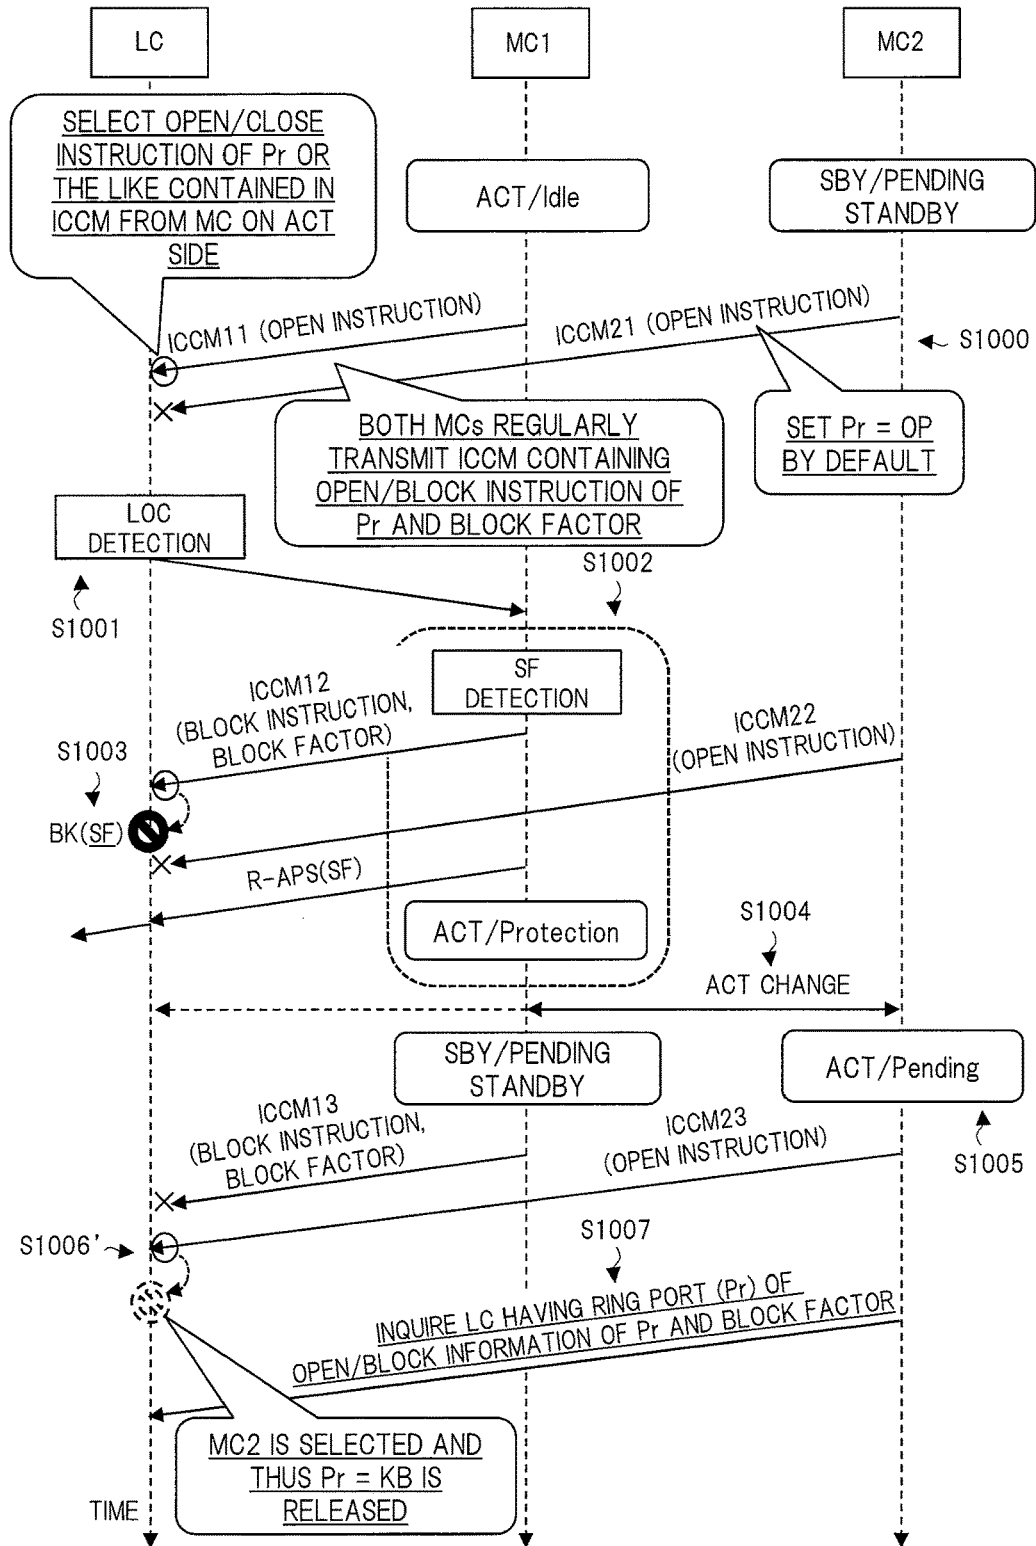 LC
MC1
MC2
SELECT OPEN/CLOSE
INSTRUCTION OF Pr OR
THE LIKE CONTAINED IN
ICCM FROM MC ON ACT
SIDE
ACT/Idle
SBY/PENDING
STANDBY
ICCM11 (OPEN INSTRUCTION)
ICCM21 (OPEN INSTRUCTION)
S1000
BOTH MCs REGULARLY
TRANSMIT ICCM CONTAINING
OPEN/BLOCK INSTRUCTION OF
Pr AND BLOCK FACTOR
SET Pr = OP
BY DEFAULT
LOC
DETECTION
S1001
S1002
SF
DETECTION
ICCM12
(BLOCK INSTRUCTION,
BLOCK FACTOR)
ICCM22
(OPEN INSTRUCTION)
S1003
BK(SF)
R-APS(SF)
ACT/Protection
S1004
ACT CHANGE
SBY/PENDING
STANDBY
ACT/Pending
S1005
ICCM13
(BLOCK INSTRUCTION,
BLOCK FACTOR)
ICCM23
(OPEN INSTRUCTION)
S1006'
S1007
INQUIRE LC HAVING RING PORT (Pr) OF
OPEN/BLOCK INFORMATION OF Pr AND BLOCK FACTOR
MC2 IS SELECTED AND
THUS Pr = KB IS
RELEASED
TIME